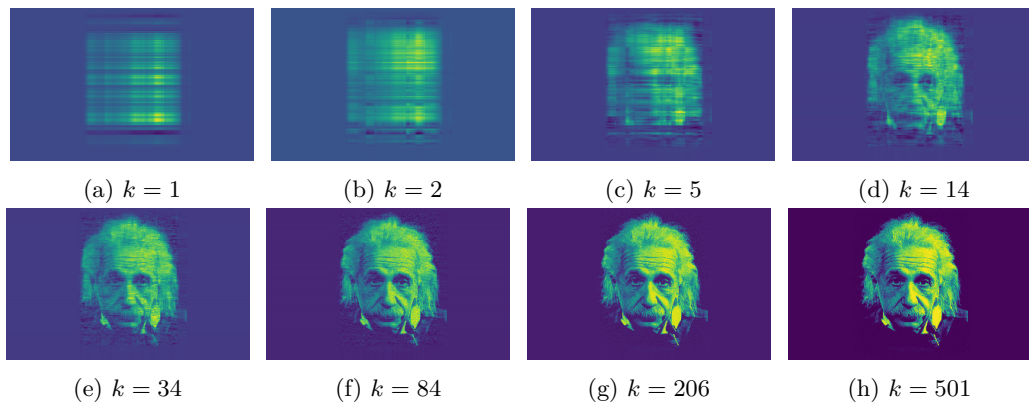 (a) k = 1 (b) k = 2 (c) k = 5 (d) k = 14
(e) k = 34 (f) k = 84 (g) k = 206 (h) k = 501